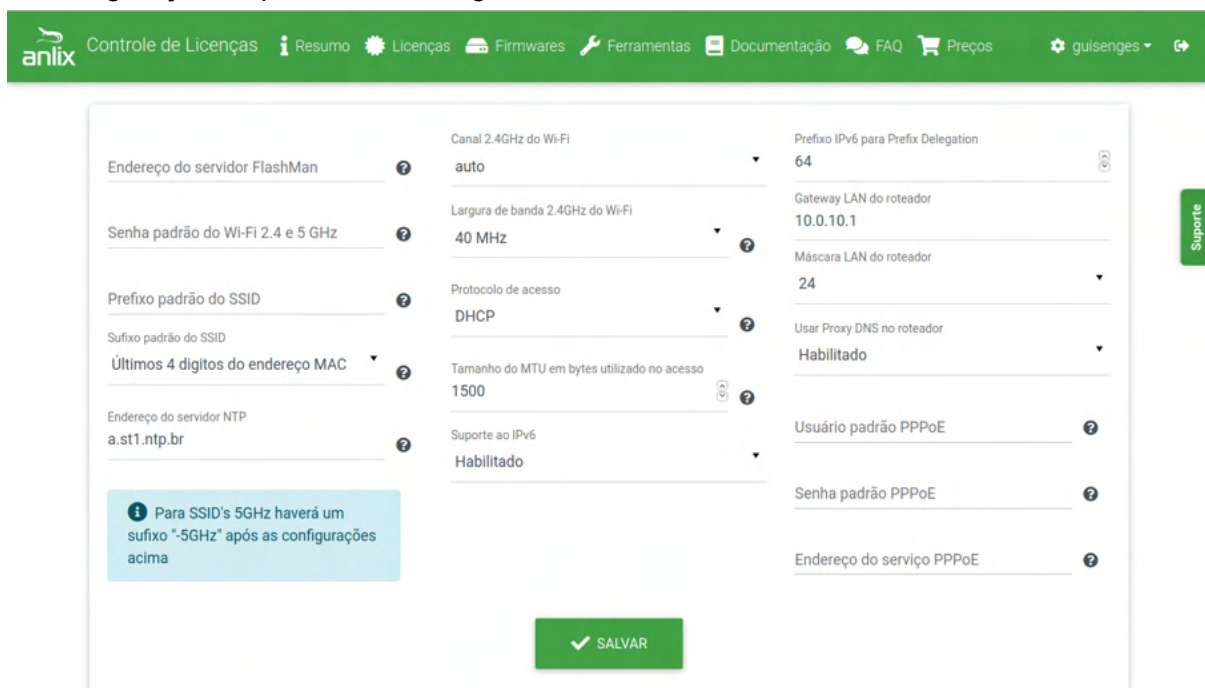 anlix Controle de Licenças Resumo Licenças Firmwares Ferramentas Documentação FAQ Preços guisenges
Endereço do servidor FlashMan
Senha padrão do Wi-Fi 2.4 e 5 GHz
Prefixo padrão do SSID
Sufixo padrão do SSID
Últimos 4 digitos do endereço MAC
Endereço do servidor NTP
a.st1.ntp.br
Para SSID's 5GHz haverá um
sufixo "-5GHz" após as configurações
acima
Canal 2.4GHz do Wi-Fi
auto
Largura de banda 2.4GHz do Wi-Fi
40 MHz
Protocolo de acesso
DHCP
Tamanho do MTU em bytes utilizado no acesso
1500
Suporte ao IPv6
Habilitado
Prefixo IPv6 para Prefix Delegation
64
Gateway LAN do roteador
10.0.10.1
Máscara LAN do roteador
24
Usar Proxy DNS no roteador
Habilitado
Usuário padrão PPPoE
Senha padrão PPPoE
Endereço do serviço PPPoE
SALVAR
Suporte